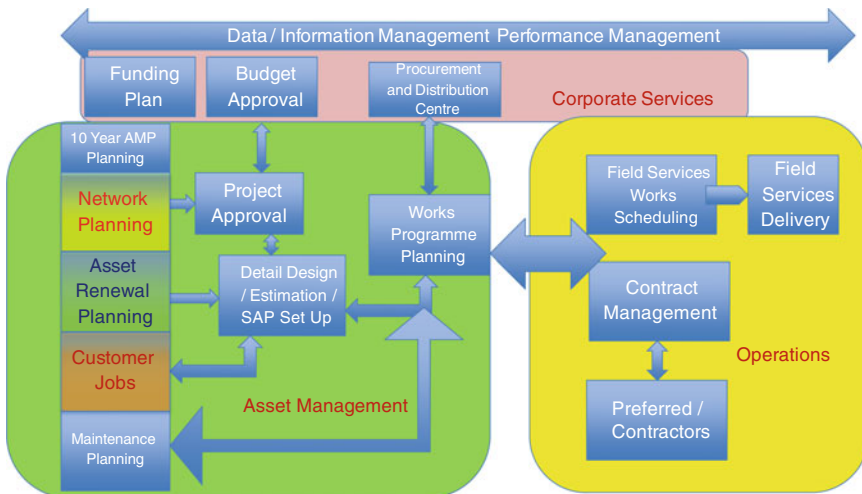 Data / Information Management Performance Management
Funding
Plan
Budget
Approval
Procurement
and Distribution
Centre
Corporate Services
10 Year AMP
Planning
Network
Planning
Asset
Renewal
Planning
Customer
Jobs
Maintenance
Planning
Project
Approval
Detail Design
/ Estimation /
SAP Set Up
Works
Programme
Planning
Asset Management
Field Services
Works
Scheduling
Field
Services
Delivery
Contract
Management
Operations
Preferred /
Contractors